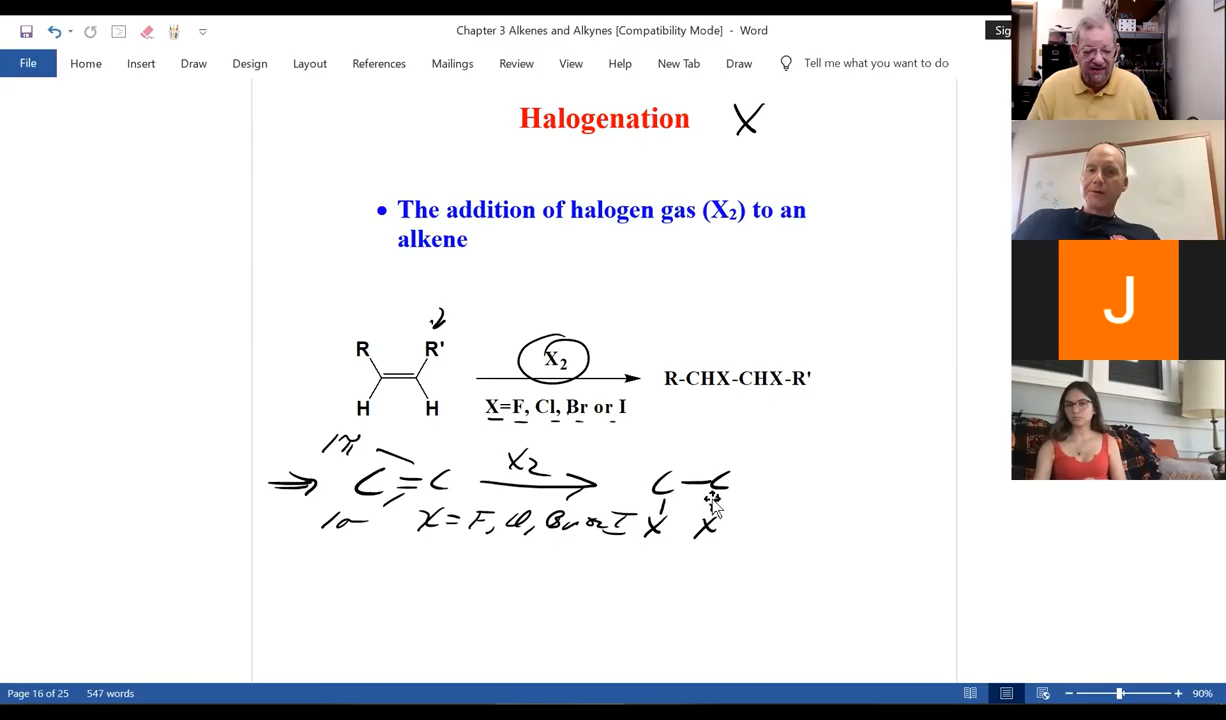 Chapter 3 Alkenes and Alkynes [Compatibility Mode] - Word
Sig
File Home Insert Draw Design Layout References Mailings Review View Help New Tab Draw Tell me what you want to do
Halogenation X
• The addition of halogen gas (X₂) to an
alkene
R R'
X₂
R-CHX-CHX-R'
H H
X=F, Cl, Br or I
1π
C=C X2 C-C
1σ X = F, Cl, Br or I X X
J
Page 16 of 25 547 words 90%